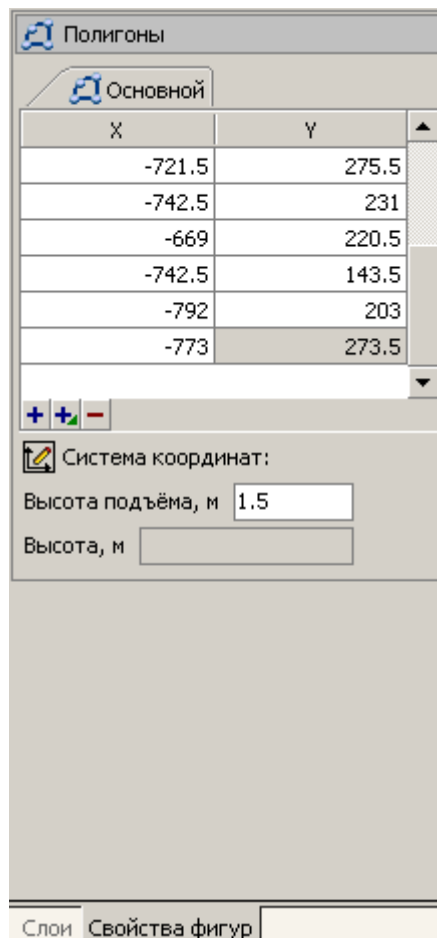 Полигоны
Основной
X Y
-721.5 275.5
-742.5 231
-669 220.5
-742.5 143.5
-792 203
-773 273.5
Система координат:
Высота подъёма, м 1.5
Высота, м
Слои Свойства фигур